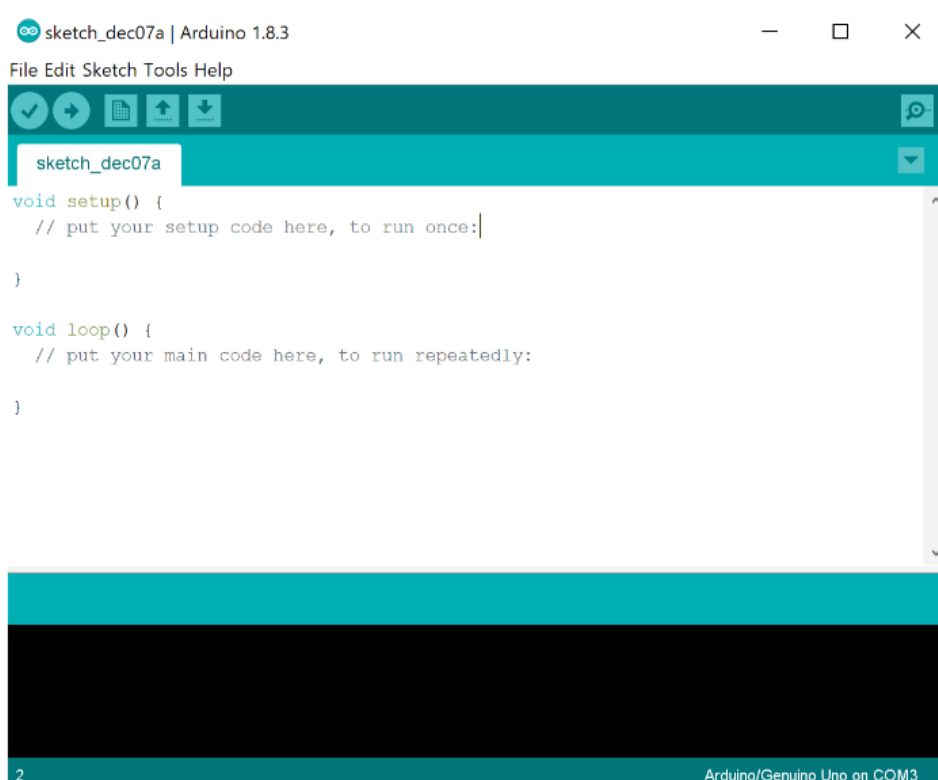 sketch_dec07a | Arduino 1.8.3
File Edit Sketch Tools Help
sketch_dec07a
void setup() {
  // put your setup code here, to run once:
}
void loop() {
  // put your main code here, to run repeatedly:
}
2
Arduino/Genuino Uno on COM3